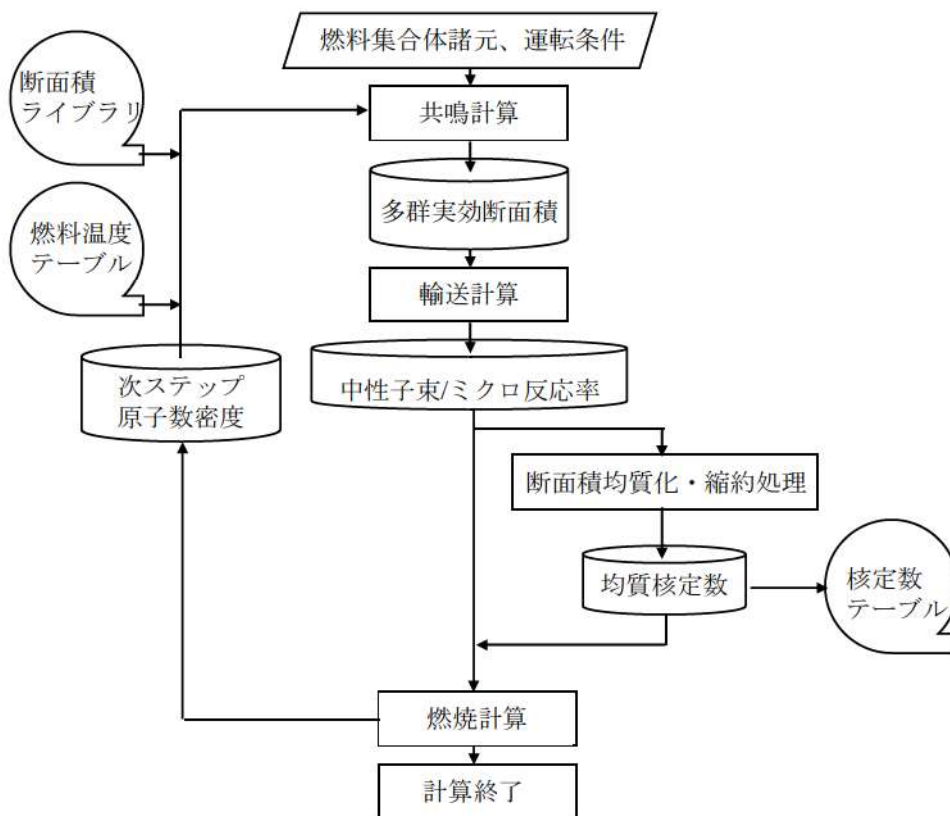 燃料集合体諸元、運転条件
断面積
ライブラリ
共鳴計算
多群実効断面積
燃料温度
テーブル
輸送計算
次ステップ
原子数密度
中性子束/ミクロ反応率
断面積均質化・縮約処理
均質核定数
核定数
テーブル
燃焼計算
計算終了